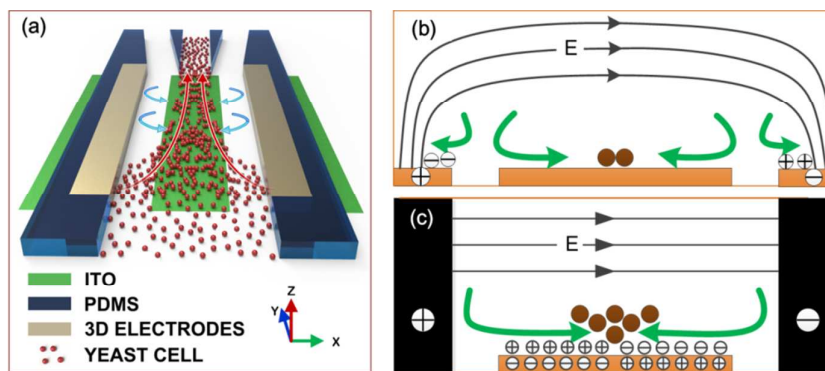 (a)
ITO
PDMS
3D ELECTRODES
YEAST CELL
Z
Y
X
(b)
E
(c)
E